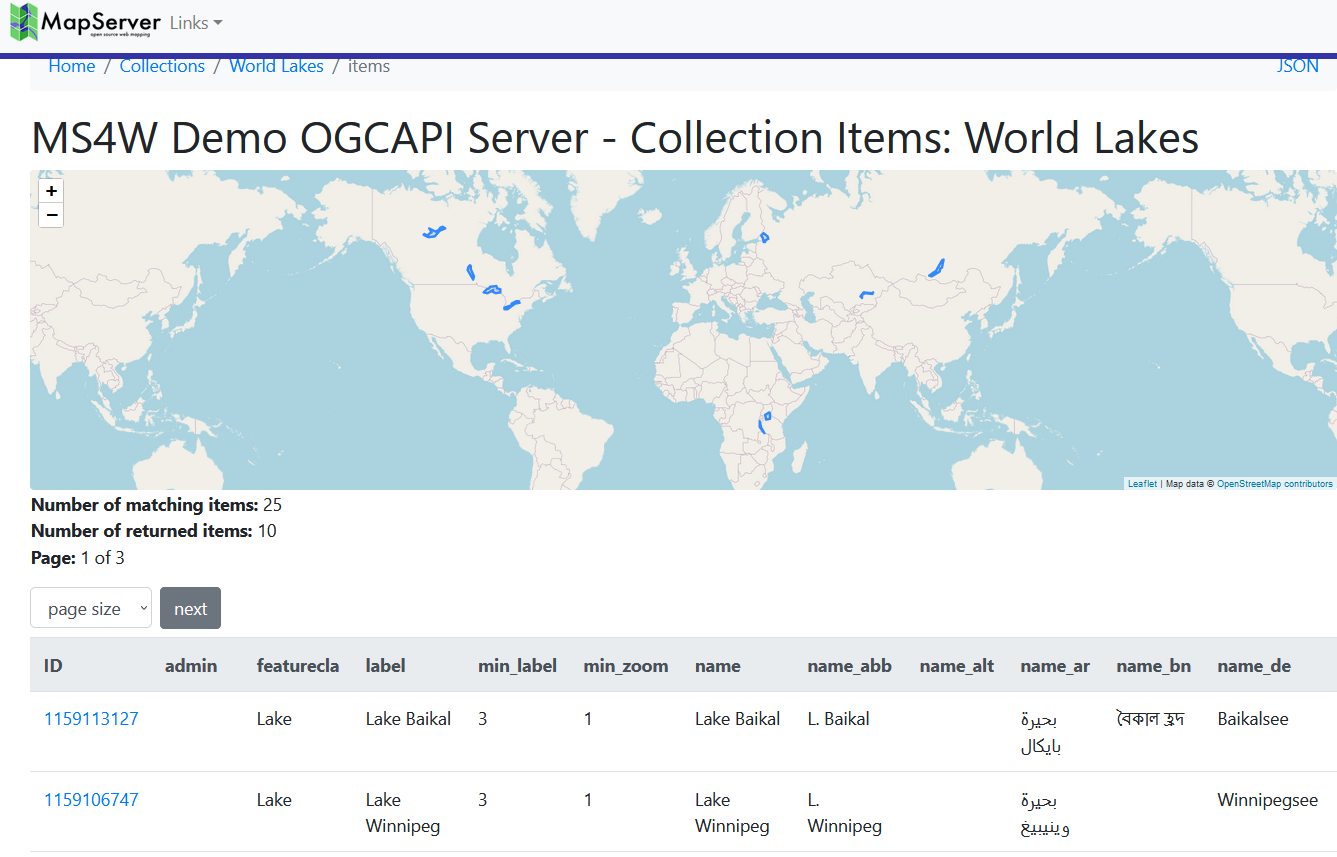 MapServer Links
open source web mapping
Home / Collections / World Lakes / items JSON
MS4W Demo OGCAPI Server - Collection Items: World Lakes
+
−
Leaflet | Map data © OpenStreetMap contributors
Number of matching items: 25
Number of returned items: 10
Page: 1 of 3
page size next
ID admin featurecla label min_label min_zoom name name_abb name_alt name_ar name_bn name_de
1159113127 Lake Lake Baikal 3 1 Lake Baikal L. Baikal بحيرة বৈকাল হ্রদ Baikalsee
بايكال
1159106747 Lake Lake 3 1 Lake L. بحيرة Winnipegsee
Winnipeg Winnipeg Winnipeg وينيبيغ